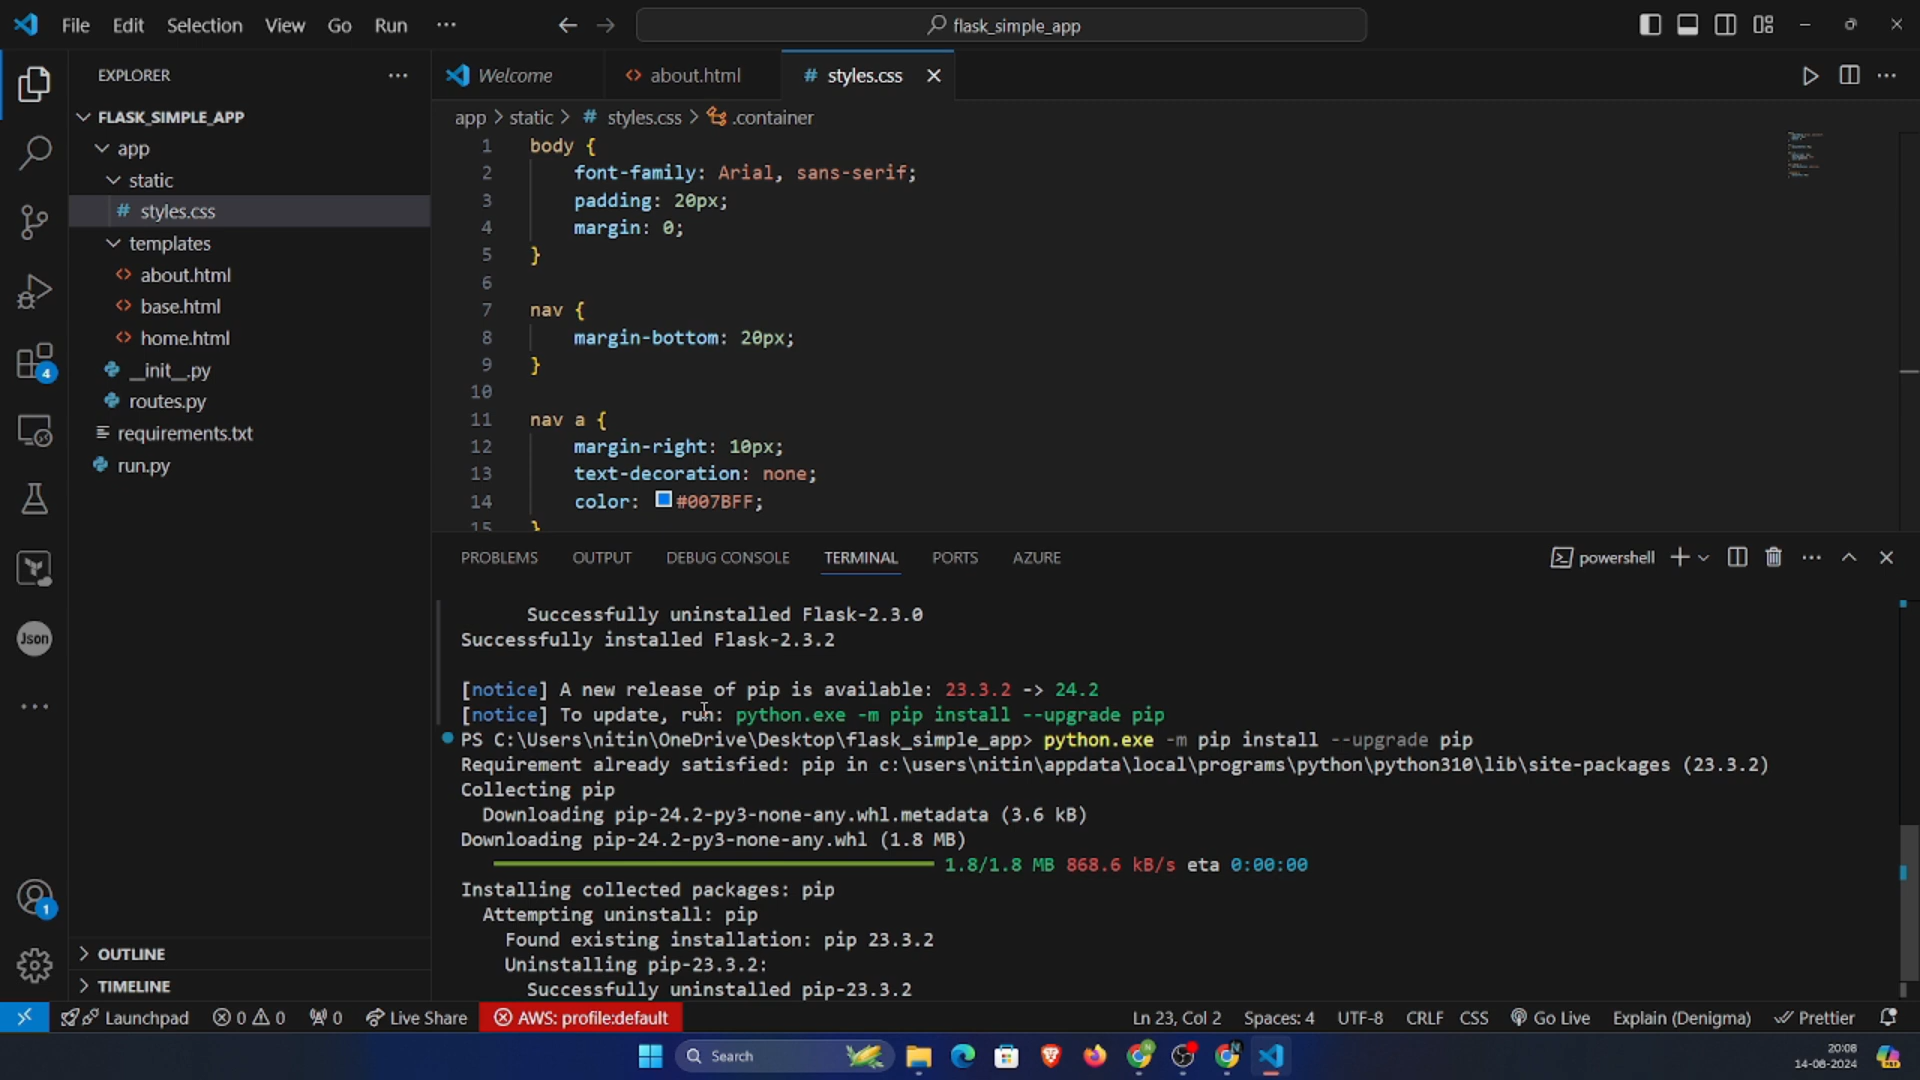 File Edit Selection View Go Run ··· flask_simple_app
EXPLORER ···
FLASK_SIMPLE_APP
app
static
# styles.css
templates
<> about.html
<> base.html
<> home.html
__init__.py
routes.py
requirements.txt
run.py
OUTLINE
TIMELINE
4
Json
1
Welcome <> about.html # styles.css
app > static > # styles.css > .container
1 body {
2 font-family: Arial, sans-serif;
3 padding: 20px;
4 margin: 0;
5 }
6
7 nav {
8 margin-bottom: 20px;
9 }
10
11 nav a {
12 margin-right: 10px;
13 text-decoration: none;
14 color: #007BFF;
15 }
PROBLEMS OUTPUT DEBUG CONSOLE TERMINAL PORTS AZURE powershell
Successfully uninstalled Flask-2.3.0
Successfully installed Flask-2.3.2
[notice] A new release of pip is available: 23.3.2 -> 24.2
[notice] To update, run: python.exe -m pip install --upgrade pip
PS C:\Users\nitin\OneDrive\Desktop\flask_simple_app> python.exe -m pip install --upgrade pip
Requirement already satisfied: pip in c:\users\nitin\appdata\local\programs\python\python310\lib\site-packages (23.3.2)
Collecting pip
Downloading pip-24.2-py3-none-any.whl.metadata (3.6 kB)
Downloading pip-24.2-py3-none-any.whl (1.8 MB)
1.8/1.8 MB 868.6 kB/s eta 0:00:00
Installing collected packages: pip
Attempting uninstall: pip
Found existing installation: pip 23.3.2
Uninstalling pip-23.3.2:
Successfully uninstalled pip-23.3.2
Launchpad 0 0 0 Live Share AWS: profile:default Ln 23, Col 2 Spaces: 4 UTF-8 CRLF CSS Go Live Explain (Denigma) Prettier
Search
20:08
14-08-2024